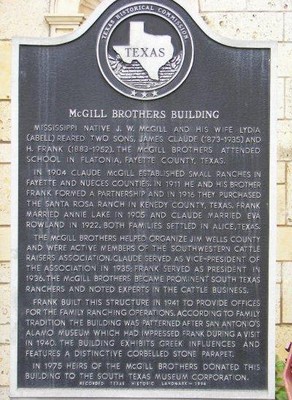 TEXAS HISTORICAL COMMISSION
TEXAS
McGILL BROTHERS BUILDING
MISSISSIPPI NATIVE J. W. McGILL AND HIS WIFE LYDIA
(ABELL) REARED TWO SONS, JAMES CLAUDE (1873-1935) AND
H. FRANK (1883-1952). THE McGILL BROTHERS ATTENDED
SCHOOL IN FLATONIA, FAYETTE COUNTY, TEXAS.
IN 1904 CLAUDE McGILL ESTABLISHED SMALL RANCHES IN
FAYETTE AND NUECES COUNTIES. IN 1911 HE AND HIS BROTHER
FRANK FORMED A PARTNERSHIP AND IN 1916 THEY PURCHASED
THE SANTA ROSA RANCH IN KENEDY COUNTY, TEXAS. FRANK
MARRIED ANNIE LAKE IN 1905 AND CLAUDE MARRIED EVA
ROWLAND IN 1922. BOTH FAMILIES SETTLED IN ALICE, TEXAS.
THE McGILL BROTHERS HELPED ORGANIZE JIM WELLS COUNTY
AND WERE ACTIVE MEMBERS OF THE SOUTHWESTERN CATTLE
RAISERS ASSOCIATION. CLAUDE SERVED AS VICE-PRESIDENT OF
THE ASSOCIATION IN 1935; FRANK SERVED AS PRESIDENT IN
1936. THE McGILL BROTHERS BECAME PROMINENT SOUTH TEXAS
RANCHERS AND NOTED EXPERTS IN THE CATTLE BUSINESS.
FRANK BUILT THIS STRUCTURE IN 1941 TO PROVIDE OFFICES
FOR THE FAMILY RANCHING OPERATIONS. ACCORDING TO FAMILY
TRADITION THE BUILDING WAS PATTERNED AFTER SAN ANTONIO'S
ALAMO MUSEUM WHICH HAD IMPRESSED FRANK DURING A VISIT
IN 1940. THE BUILDING EXHIBITS GREEK INFLUENCES AND
FEATURES A DISTINCTIVE CORBELLED STONE PARAPET.
IN 1975 HEIRS OF THE McGILL BROTHERS DONATED THIS
BUILDING TO THE SOUTH TEXAS MUSEUM CORPORATION.
RECORDED TEXAS HISTORIC LANDMARK - 1994